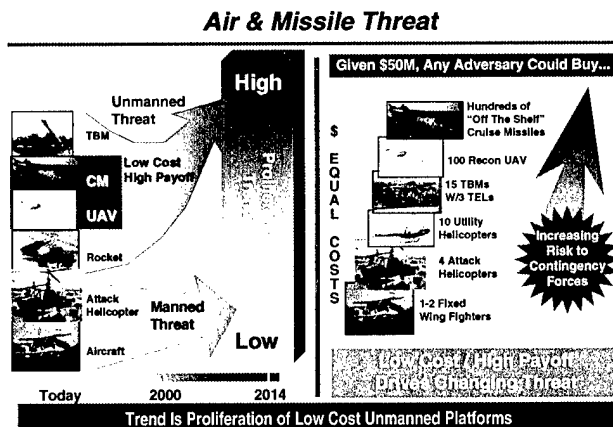 Air & Missile Threat
High
Unmanned
Threat
TBM
Low Cost
High Payoff
CM
UAV
Rocket
Attack
Helicopter
Manned
Threat
Aircraft
Low
Today
2000
2014
Given $50M, Any Adversary Could Buy...
$ EQUAL COSTS
Hundreds of
"Off The Shelf"
Cruise Missiles
100 Recon UAV
15 TBMs
W/3 TELs
10 Utility
Helicopters
4 Attack
Helicopters
1-2 Fixed
Wing Fighters
Increasing
Risk to
Contingency
Forces
Low Cost / High Payoff
Drives Changing Threat
Trend Is Proliferation of Low Cost Unmanned Platforms